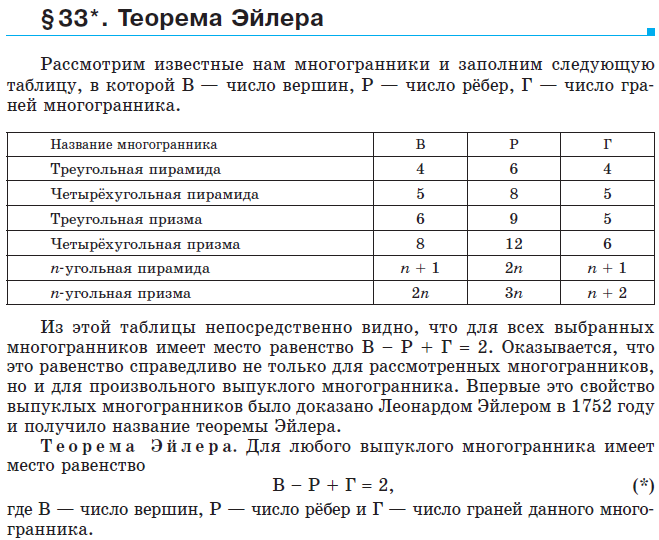 § 33*. Теорема Эйлера
Рассмотрим известные нам многогранники и заполним следующую
таблицу, в которой В — число вершин, Р — число рёбер, Г — число гра-
ней многогранника.
Название многогранника В Р Г
Треугольная пирамида 4 6 4
Четырёхугольная пирамида 5 8 5
Треугольная призма 6 9 5
Четырёхугольная призма 8 12 6
n-угольная пирамида n + 1 2n n + 1
n-угольная призма 2n 3n n + 2
Из этой таблицы непосредственно видно, что для всех выбранных
многогранников имеет место равенство В – Р + Г = 2. Оказывается, что
это равенство справедливо не только для рассмотренных многогранников,
но и для произвольного выпуклого многогранника. Впервые это свойство
выпуклых многогранников было доказано Леонардом Эйлером в 1752 году
и получило название теоремы Эйлера.
Теорема Эйлера. Для любого выпуклого многогранника имеет
место равенство
В – Р + Г = 2, (*)
где В — число вершин, Р — число рёбер и Г — число граней данного много-
гранника.